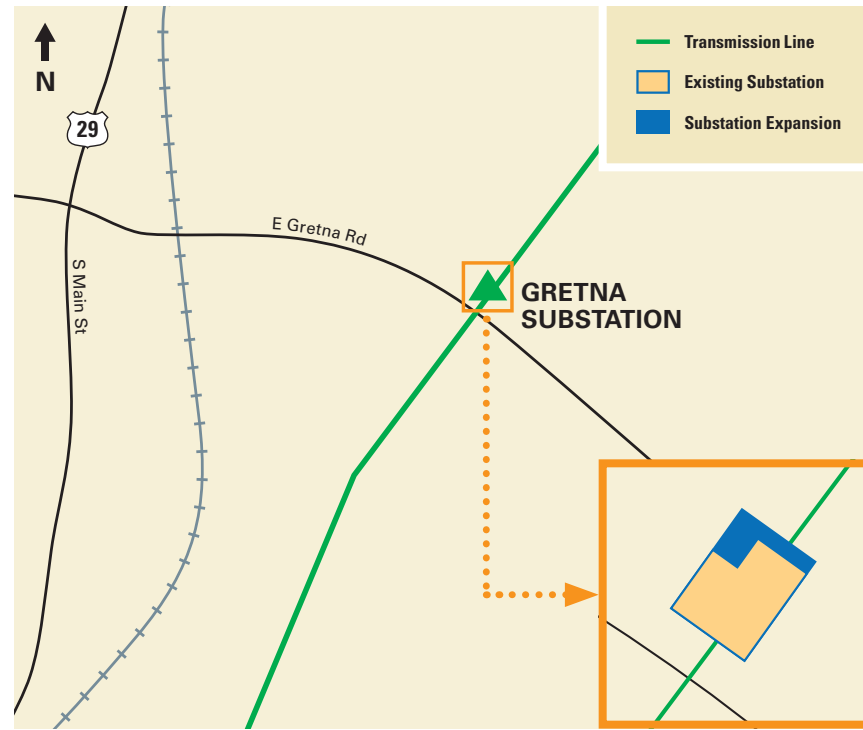 N
29
S Main St
E Gretna Rd
GRETNA
SUBSTATION
Transmission Line
Existing Substation
Substation Expansion